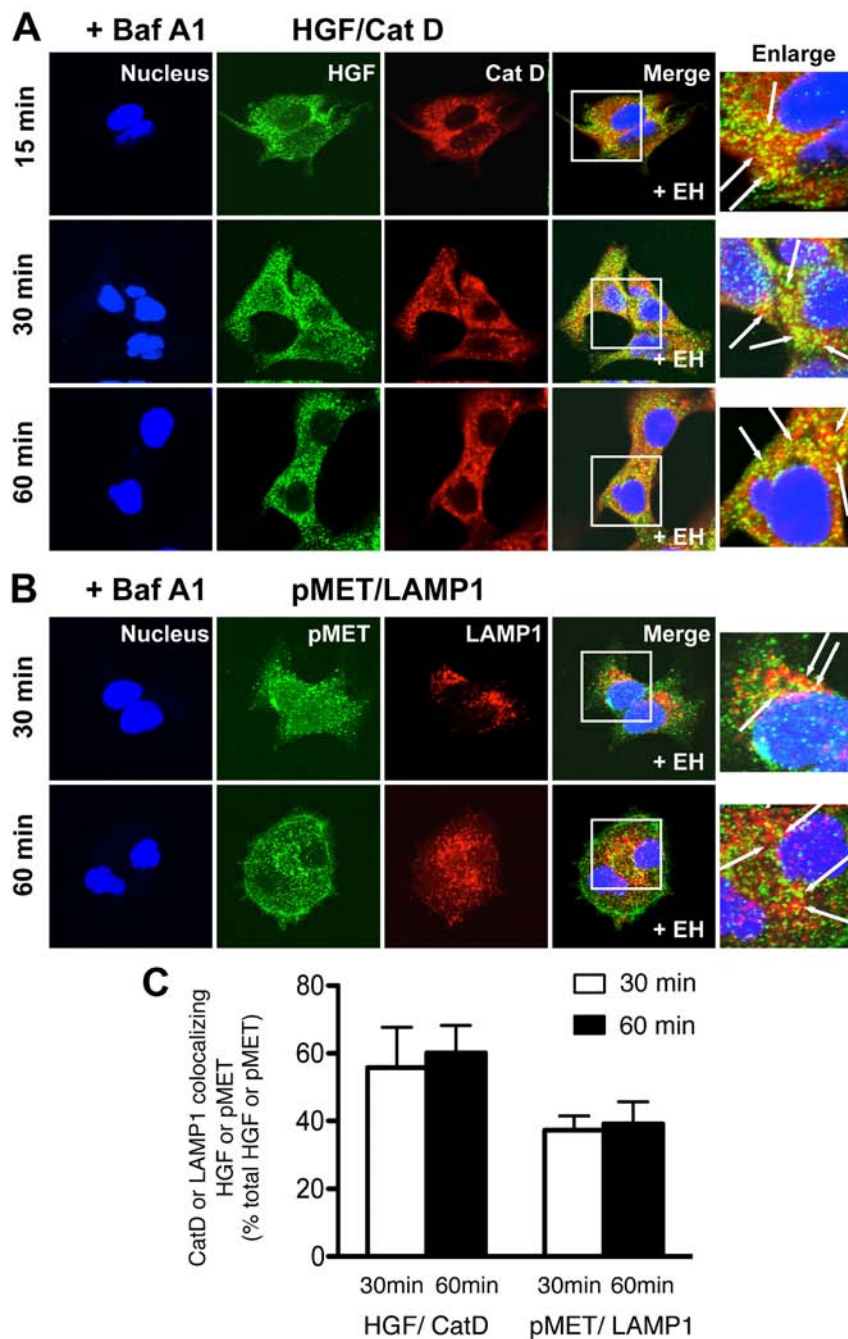 A + Baf A1 HGF/Cat D
Enlarge
Nucleus HGF Cat D Merge
15 min
+ EH
30 min
+ EH
60 min
+ EH
B + Baf A1 pMET/LAMP1
Nucleus pMET LAMP1 Merge
30 min
+ EH
60 min
+ EH
C
CatD or LAMP1 colocalizing
HGF or pMET
(% total HGF or pMET)
80
60
40
20
0
30 min
60 min
30min 60min 30min 60min
HGF/ CatD pMET/ LAMP1